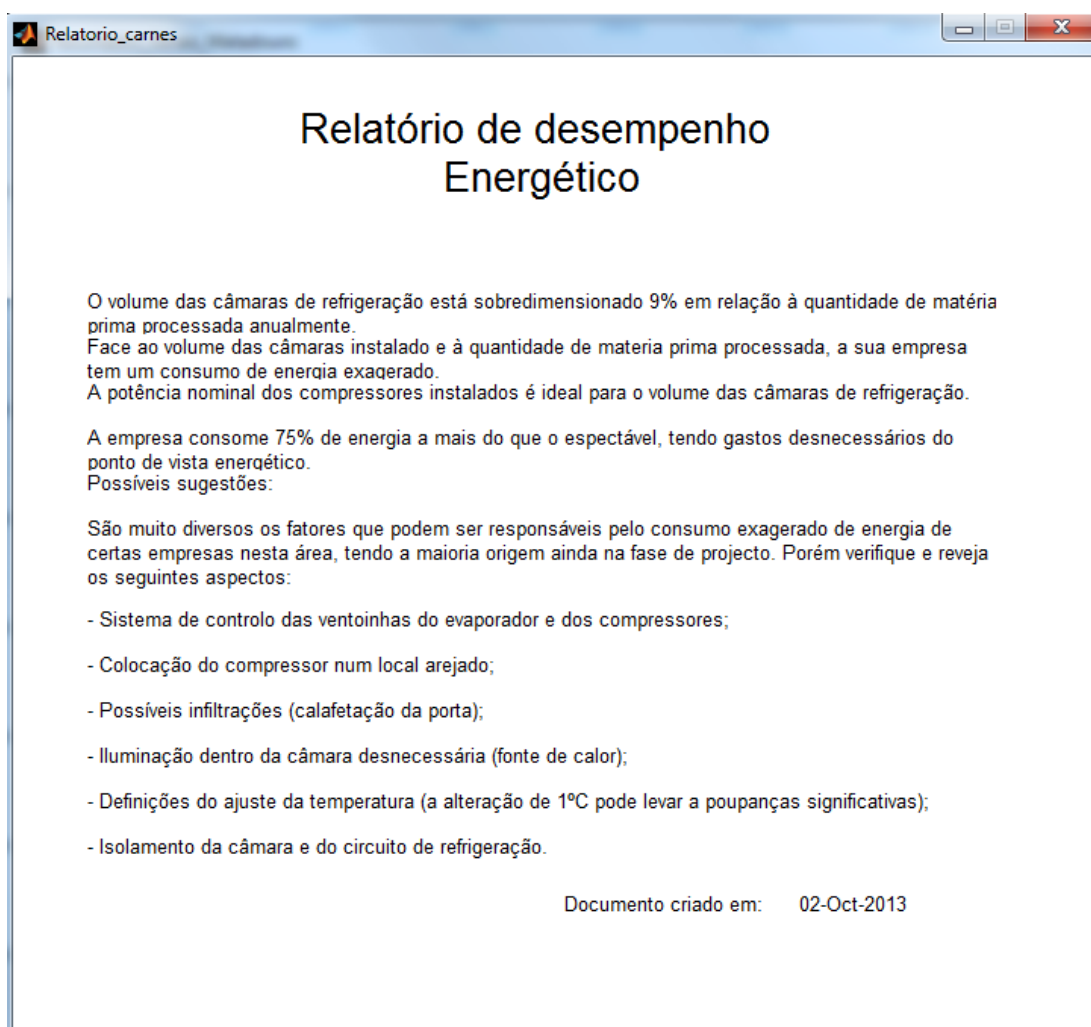 Relatorio_carnes
Relatório de desempenho
Energético
O volume das câmaras de refrigeração está sobredimensionado 9% em relação à quantidade de matéria
prima processada anualmente.
Face ao volume das câmaras instalado e à quantidade de materia prima processada, a sua empresa
tem um consumo de energia exagerado.
A potência nominal dos compressores instalados é ideal para o volume das câmaras de refrigeração.
A empresa consome 75% de energia a mais do que o espectável, tendo gastos desnecessários do
ponto de vista energético.
Possíveis sugestões:
São muito diversos os fatores que podem ser responsáveis pelo consumo exagerado de energia de
certas empresas nesta área, tendo a maioria origem ainda na fase de projecto. Porém verifique e reveja
os seguintes aspectos:
- Sistema de controlo das ventoinhas do evaporador e dos compressores;
- Colocação do compressor num local arejado;
- Possíveis infiltrações (calafetação da porta);
- Iluminação dentro da câmara desnecessária (fonte de calor);
- Definições do ajuste da temperatura (a alteração de 1ºC pode levar a poupanças significativas);
- Isolamento da câmara e do circuito de refrigeração.
Documento criado em: 02-Oct-2013